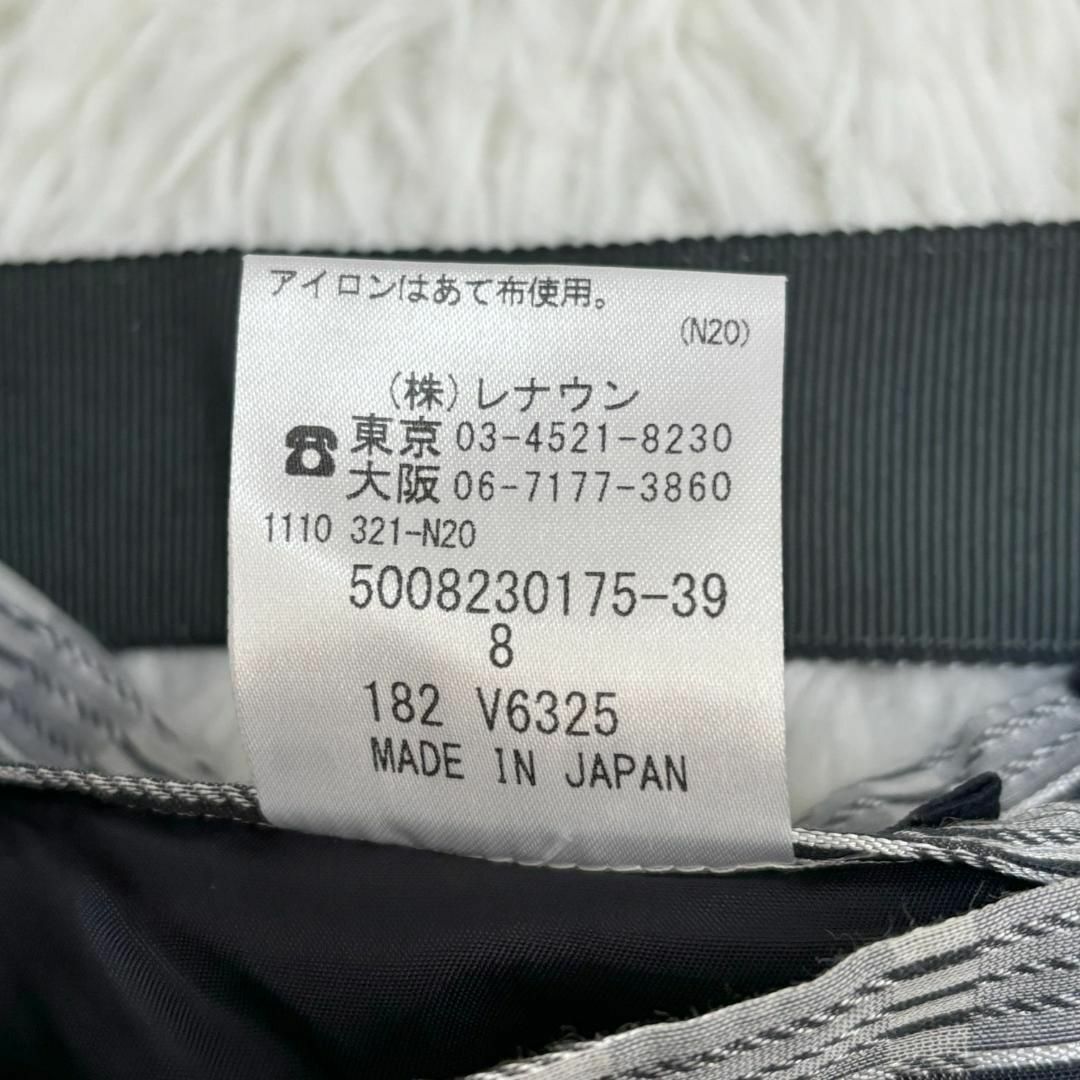 アイロンはあて布使用。
(N20)
(株)レナウン
☎東京 03-4521-8230
大阪 06-7177-3860
1110 321-N20
5008230175-39
8
182 V6325
MADE IN JAPAN